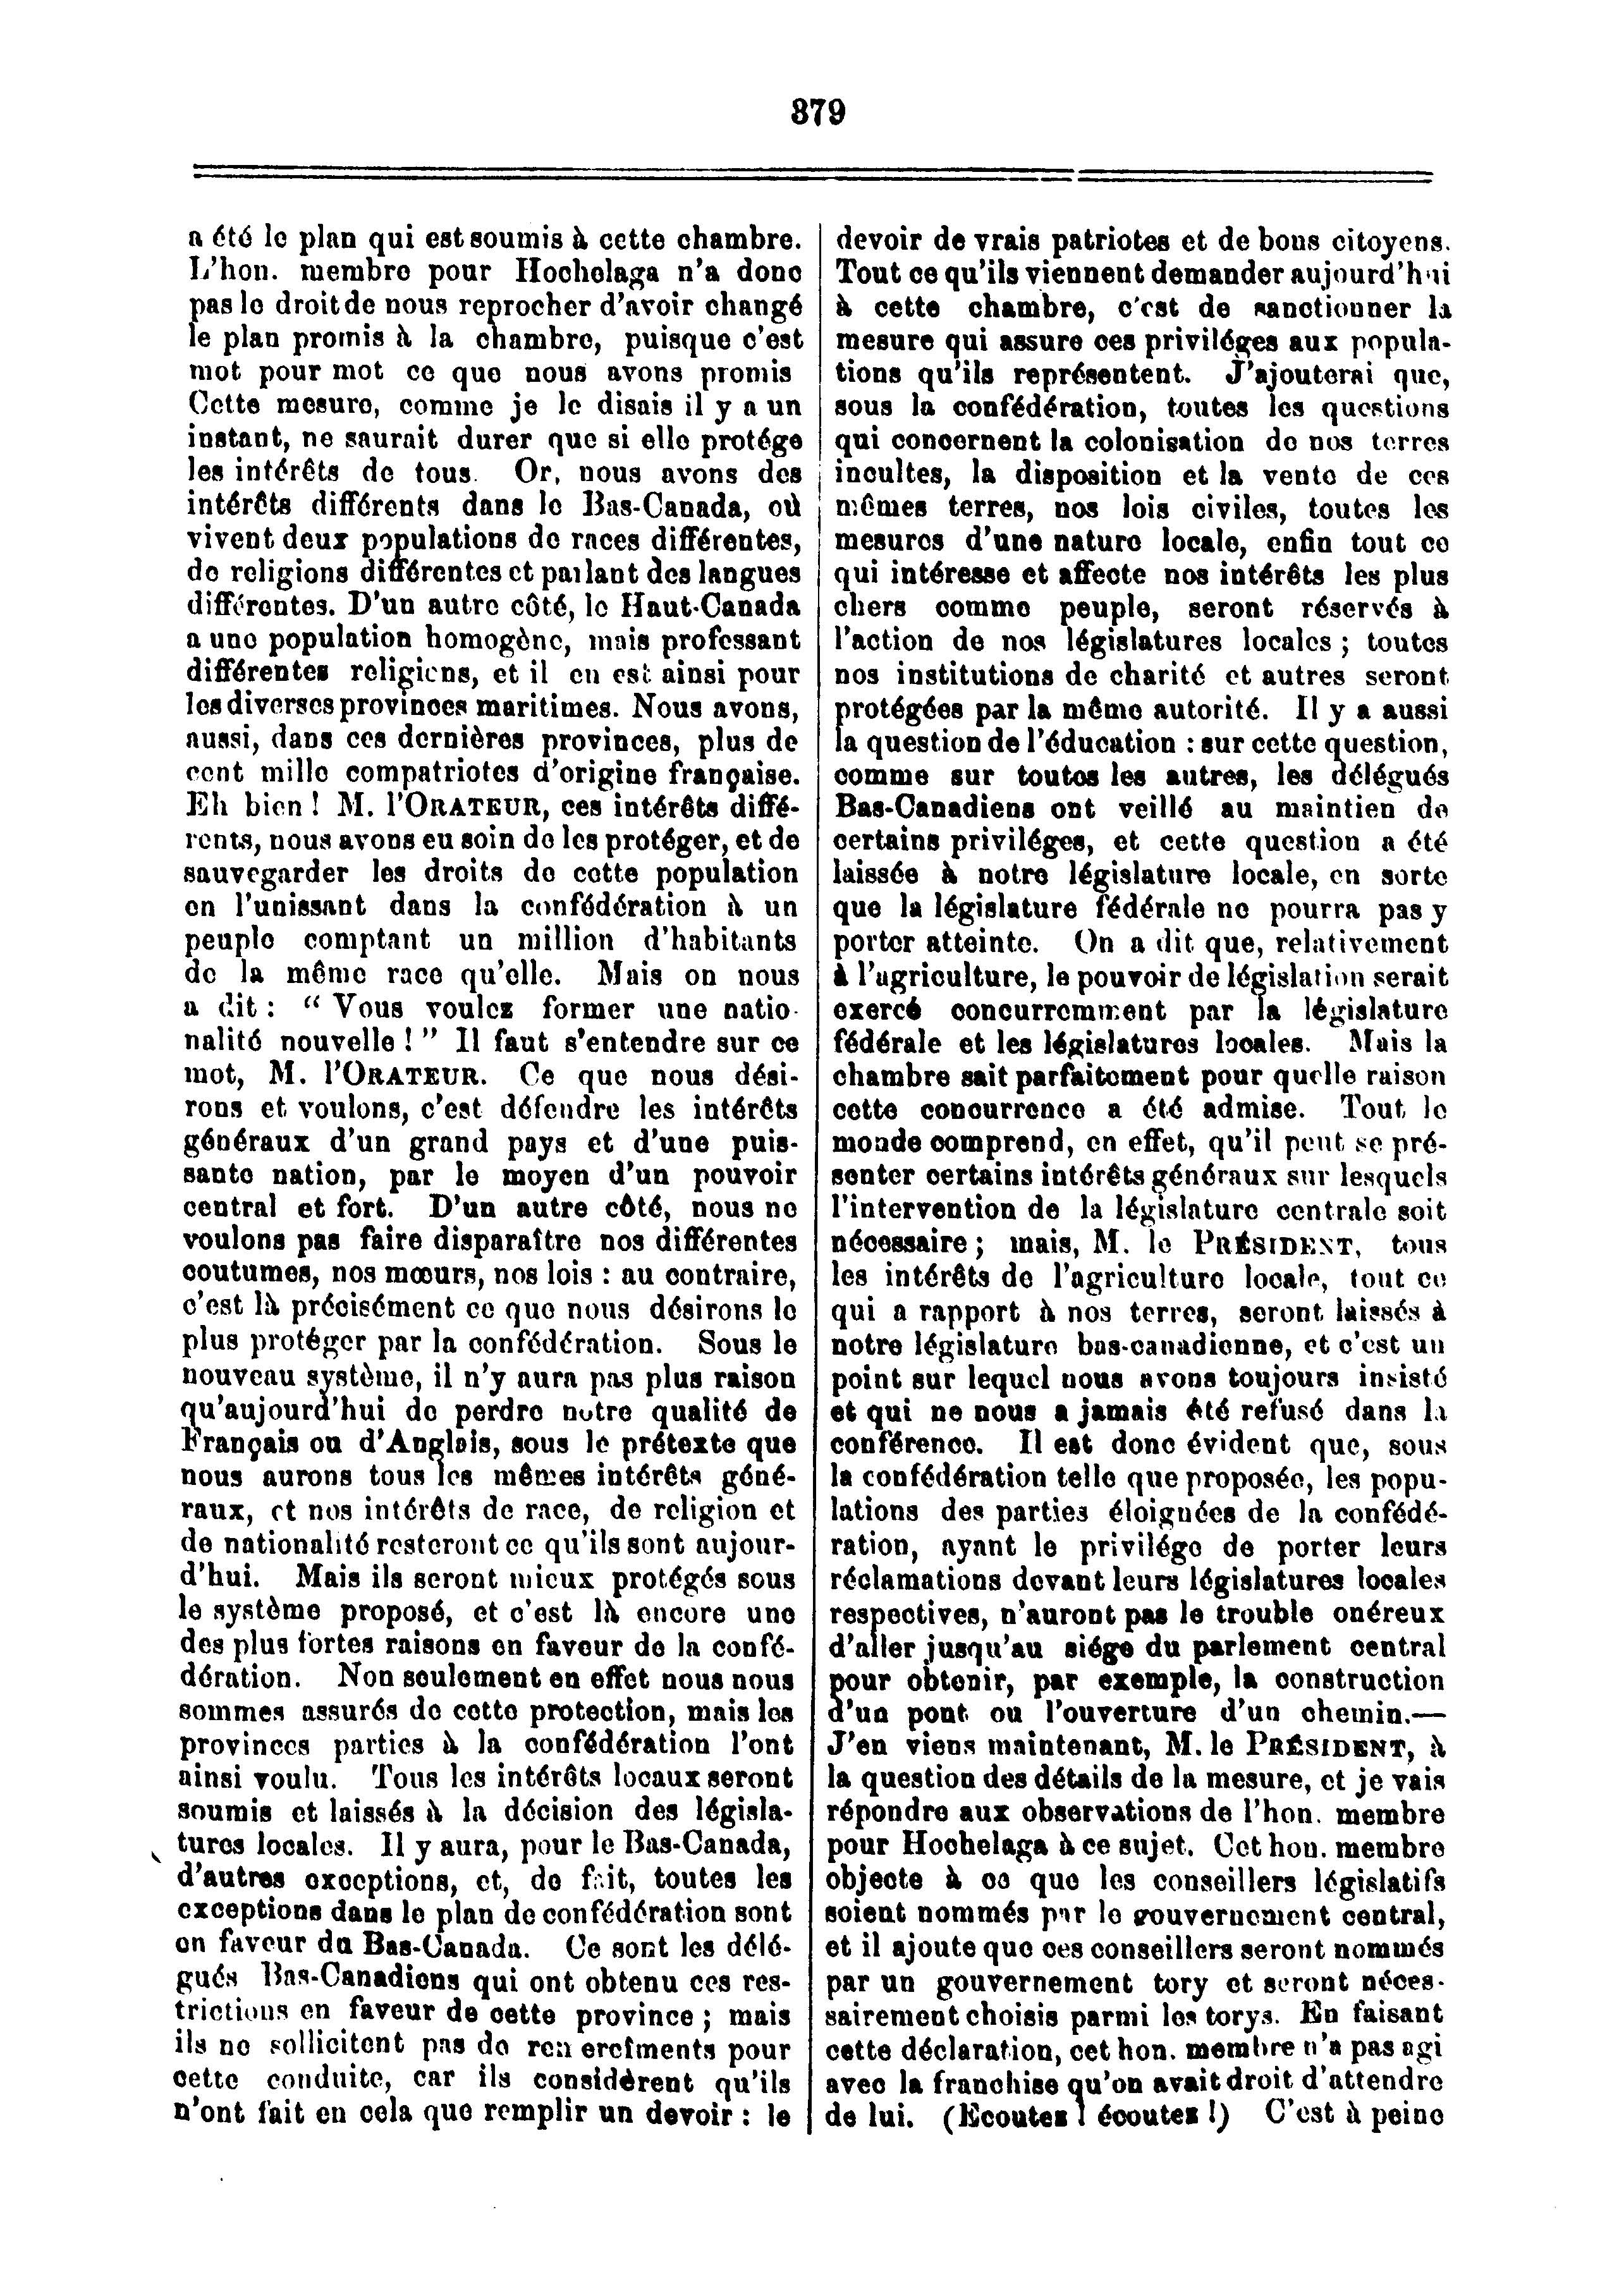 379
a été le plan qui est soumis à cette chambre.
L'hon. membre pour Hochelaga n'a donc
pas le droit de nous reprocher d'avoir changé
le plan promis à la chambre, puisque c'est
mot pour mot ce que nous avons promis
Cette mesure, comme je le disais il y a un
instant, ne saurait durer que si elle protége
les intérêts de tous. Or, nous avons des
intérêts différents dans le Bas-Canada, où
vivent deux populations de races différentes,
de religions différentes et parlant des langues
différentes. D'un autre côté, le Haut-Canada
a une population homogène, mais professant
différentes religions, et il en est ainsi pour
les diverses provinces maritimes. Nous avons,
aussi, dans ces dernières provinces, plus de
cent mille compatriotes d'origine française.
Eh bien ! M. l'ORATEUR, ces intérêts diffé-
rents, nous avons eu soin de les protéger, et de
sauvegarder les droits de cette population
en l'unissant dans la confédération à un
peuple comptant un million d'habitants
de la même race qu'elle. Mais on nous
a dit : “ Vous voulez former une natio-
nalité nouvelle ! ” Il faut s'entendre sur ce
mot, M. l'ORATEUR. Ce que nous dési-
rons et voulons, c'est défendre les intérêts
généraux d'un grand pays et d'une puis-
sante nation, par le moyen d'un pouvoir
central et fort. D'un autre côté, nous ne
voulons pas faire disparaître nos différentes
coutumes, nos mœurs, nos lois : au contraire,
c'est là précisément ce que nous désirons le
plus protéger par la confédération. Sous le
nouveau système, il n'y aura pas plus raison
qu'aujourd'hui de perdre notre qualité de
Français ou d'Anglais, sous le prétexte que
nous aurons tous les mêmes intérêts géné-
raux, et nos intérêts de race, de religion et
de nationalité resteront ce qu'ils sont aujour-
d'hui. Mais ils seront mieux protégés sous
le système proposé, et c'est là encore une
des plus fortes raisons en faveur de la confé-
dération. Non seulement en effet nous nous
sommes assurés de cette protection, mais les
provinces parties à la confédération l'ont
ainsi voulu. Tous les intérêts locaux seront
soumis et laissés à la décision des législa-
tures locales. Il y aura, pour le Bas-Canada,
d'autres exceptions, et, de fait, toutes les
exceptions dans le plan de confédération sont
en faveur du Bas-Canada. Ce sont les délé-
gués Bas-Canadiens qui ont obtenu ces res-
trictions en faveur de cette province ; mais
ils ne sollicitent pas de remercîments pour
cette conduite, car ils considèrent qu'ils
n'ont fait en cela que remplir un devoir : le
devoir de vrais patriotes et de bons citoyens.
Tout ce qu'ils viennent demander aujourd'hui
à cette chambre, c'est de sanctionner la
mesure qui assure ces priviléges aux popula-
tions qu'ils représentent. J'ajouterai que,
sous la confédération, toutes les questions
qui concernent la colonisation de nos terres
incultes, la disposition et la vente de ces
mêmes terres, nos lois civiles, toutes les
mesures d'une nature locale, enfin tout ce
qui intéresse et affecte nos intérêts les plus
chers comme peuple, seront réservés à
l'action de nos législatures locales ; toutes
nos institutions de charité et autres seront
protégées par la même autorité. Il y a aussi
la question de l'éducation : sur cette question,
comme sur toutes les autres, les délégués
Bas-Canadiens ont veillé au maintien de
certains priviléges, et cette question a été
laissée à notre législature locale, en sorte
que la législature fédérale ne pourra pas y
porter atteinte. On a dit que, relativement
à l'agriculture, le pouvoir de législation serait
exercé concurremment par la législature
fédérale et les législatures locales. Mais la
chambre sait parfaitement pour quelle raison
cette concurrence a été admise. Tout le
monde comprend, en effet, qu'il peut se pré-
senter certains intérêts généraux sur lesquels
l'intervention de la législature centrale soit
nécessaire ; mais, M. le PRÉSIDENT, tous
les intérêts de l'agriculture locale, tout ce
qui a rapport à nos terres, seront laissés à
notre législature bas-canadienne, et c'est un
point sur lequel nous avons toujours insisté
et qui ne nous a jamais été refusé dans la
conférence. Il est donc évident que, sous
la confédération telle que proposée, les popu-
lations des parties éloignées de la confédé-
ration, ayant le privilége de porter leurs
réclamations devant leurs législatures locales
respectives, n'auront pas le trouble onéreux
d'aller jusqu'au siége du parlement central
pour obtenir, par exemple, la construction
d'un pont ou l'ouverture d'un chemin.—
J'en viens maintenant, M. le PRÉSIDENT, à
la question des détails de la mesure, et je vais
répondre aux observations de l'hon. membre
pour Hochelaga à ce sujet. Cet hon. membre
objecte à ce que les conseillers législatifs
soient nommés par le gouvernement central,
et il ajoute que ces conseillers seront nommés
par un gouvernement tory et seront néces-
sairement choisis parmi les torys. En faisant
cette déclaration, cet hon. membre n'a pas agi
avec la franchise qu'on avait droit d'attendre
de lui. (Ecoutez ! écoutez !) C'est à peine